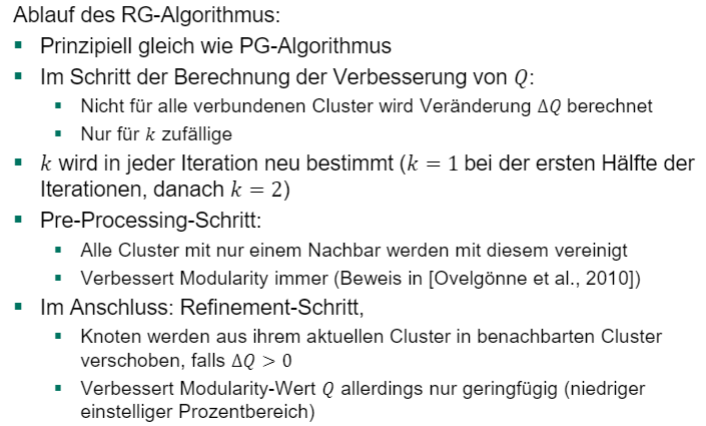 Ablauf des RG-Algorithmus:
▪ Prinzipiell gleich wie PG-Algorithmus
▪ Im Schritt der Berechnung der Verbesserung von Q:
▪ Nicht für alle verbundenen Cluster wird Veränderung ΔQ berechnet
▪ Nur für k zufällige
▪ k wird in jeder Iteration neu bestimmt (k = 1 bei der ersten Hälfte der
Iterationen, danach k = 2)
▪ Pre-Processing-Schritt:
▪ Alle Cluster mit nur einem Nachbar werden mit diesem vereinigt
▪ Verbessert Modularity immer (Beweis in [Ovelgönne et al., 2010])
▪ Im Anschluss: Refinement-Schritt,
▪ Knoten werden aus ihrem aktuellen Cluster in benachbarten Cluster
verschoben, falls ΔQ > 0
▪ Verbessert Modularity-Wert Q allerdings nur geringfügig (niedriger
einstelliger Prozentbereich)